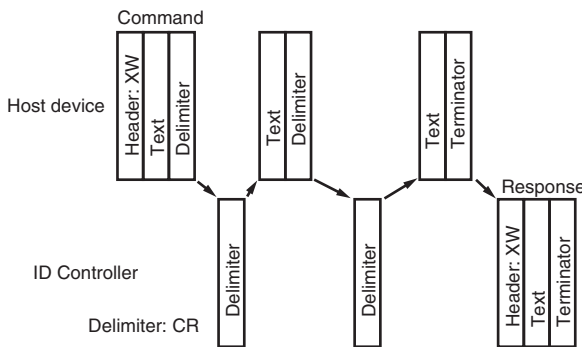 Command
Host device
Header: XW
Text
Delimiter
Text
Delimiter
Text
Terminator
Response
ID Controller
Delimiter
Delimiter
Header: XW
Text
Terminator
Delimiter: CR